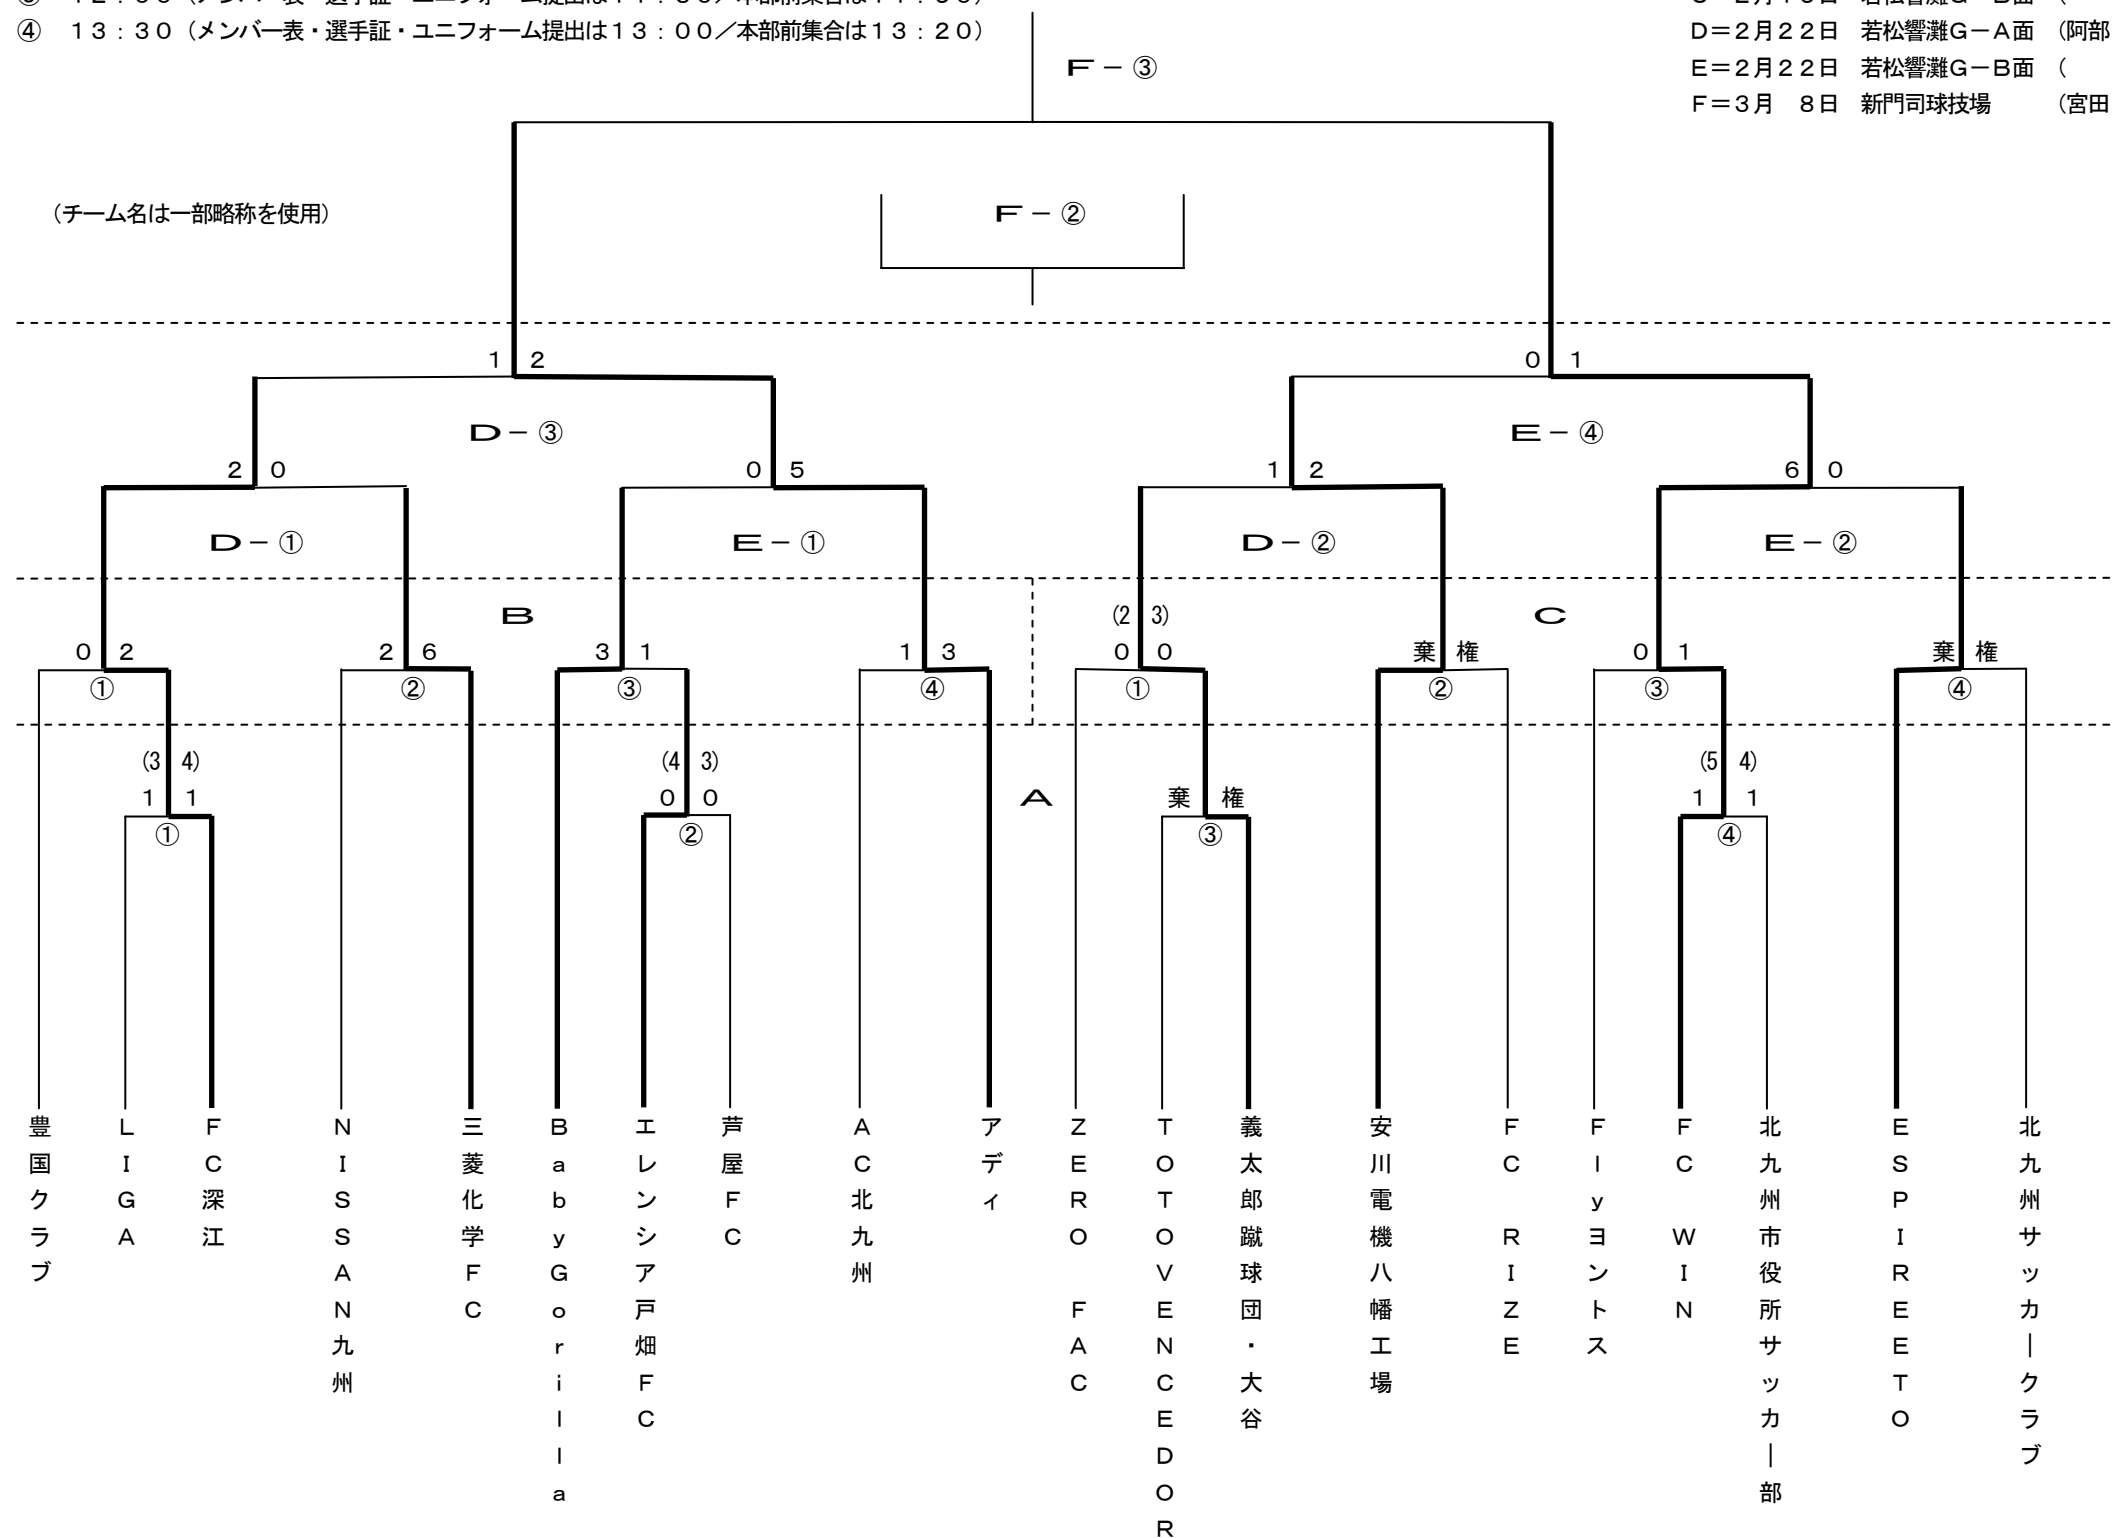 ④　１３：３０（メンバー表・選手証・ユニフォーム提出は１３：００／本部前集合は１３：２０）
D＝２月２２日　若松響灘G－A面　（阿部
E＝２月２２日　若松響灘G－B面　（
F＝３月　８日　新門司球技場　　　（宮田
F－③
（チーム名は一部略称を使用）
F－②
1 2
0 1
D－③
E－④
2 0
0 5
1 2
6 0
D－①
E－①
D－②
E－②
B
(2 3)
C
0 2
2 6
3 1
1 3
0 0
棄 権
0 1
棄 権
①
②
③
④
①
②
③
④
(3 4)
(4 3)
(5 4)
1 1
0 0
A
棄 権
1 1
①
②
③
④
豊国クラブ
LIGA
FC深江
NISSAN九州
三菱化学FC
BabyGorilla
エレンシア戸畑FC
芦屋FC
AC北九州
アディ
ZERO　FAC
TOTOVENCEDOR
義太郎蹴球団・大谷
安川電機八幡工場
FC　RIZE
Flyヨントス
FC　WIN
北九州市役所サッカー部
ESPIREETO
北九州サッカークラブ